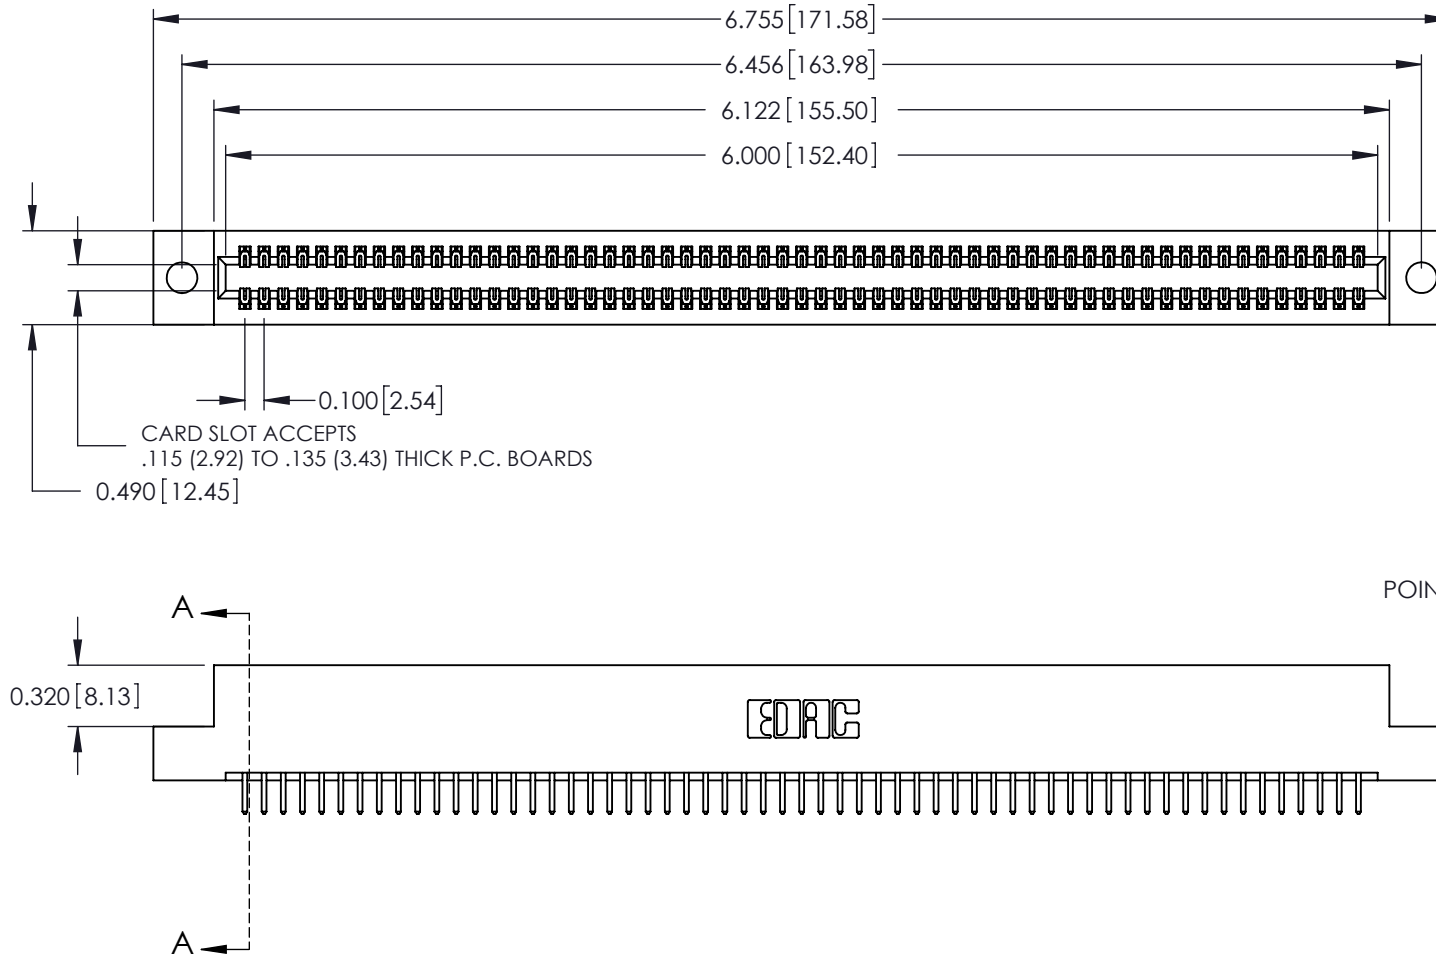 6.755[171.58]
6.456[163.98]
6.122[155.50]
6.000[152.40]
0.100[2.54]
CARD SLOT ACCEPTS
.115 (2.92) TO .135 (3.43) THICK P.C. BOARDS
0.490[12.45]
POIN
A
0.320[8.13]
EDAC
A